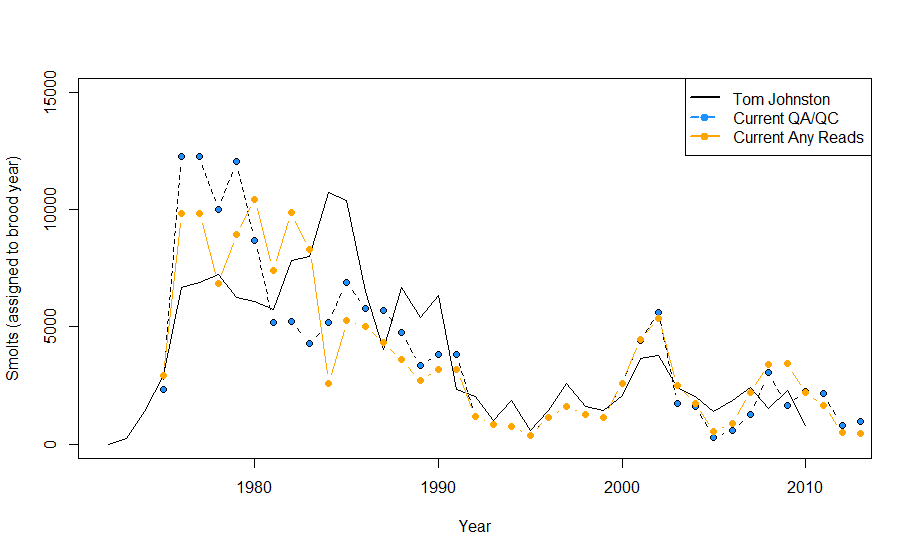 Tom Johnston
Current QA/QC
Current Any Reads
Smolts (assigned to brood year)
15000
10000
5000
0
1980
1990
2000
2010
Year